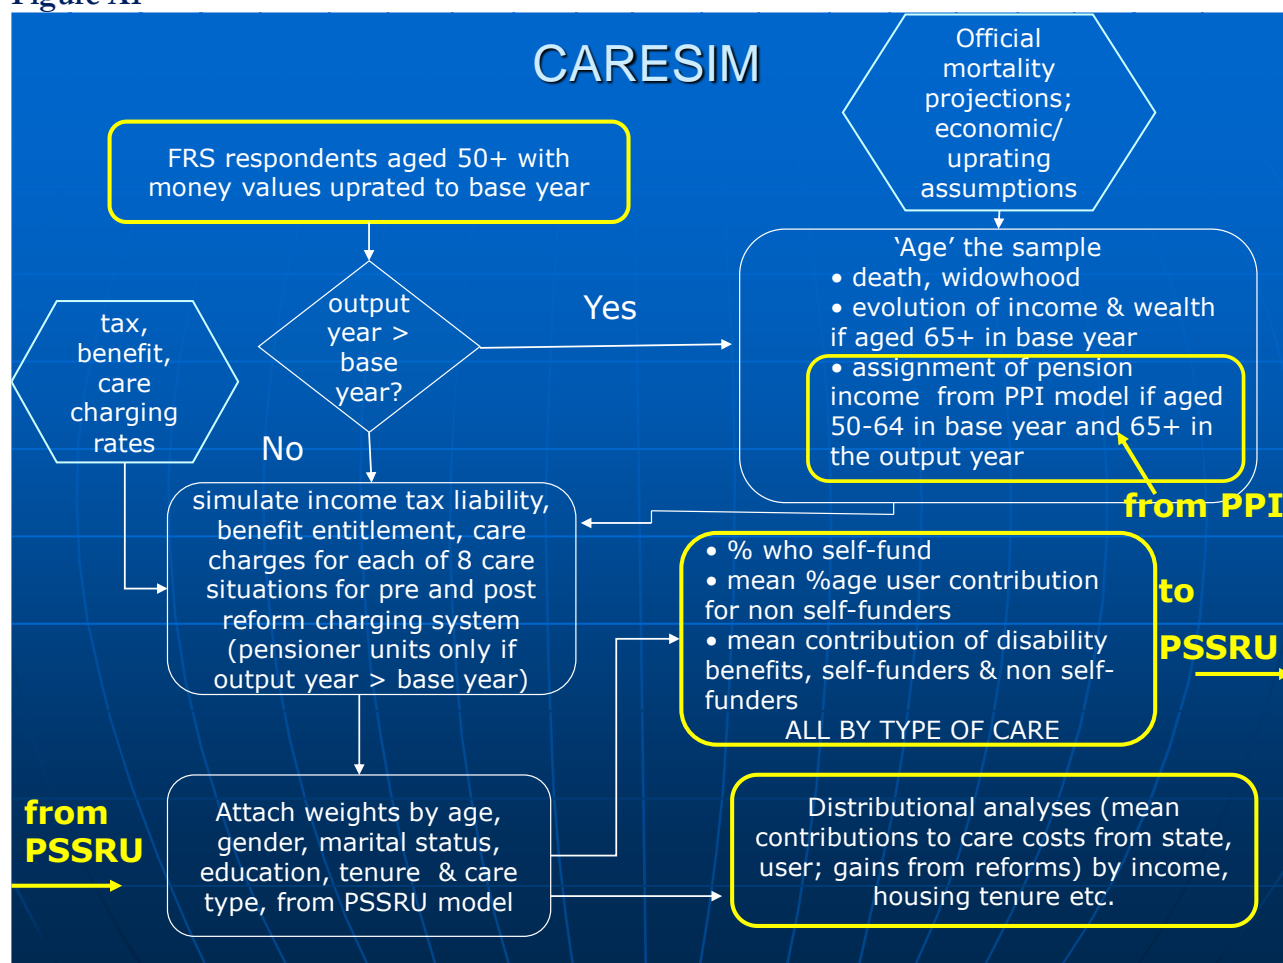 Figure A1
CARESIM
Official
mortality
projections;
economic/
uprating
assumptions
FRS respondents aged 50+ with
money values uprated to base year
output
year >
base
year?
Yes
No
tax,
benefit,
care
charging
rates
‘Age’ the sample
• death, widowhood
• evolution of income & wealth
if aged 65+ in base year
• assignment of pension
income from PPI model if aged
50-64 in base year and 65+ in
the output year
from PPI
simulate income tax liability,
benefit entitlement, care
charges for each of 8 care
situations for pre and post
reform charging system
(pensioner units only if
output year > base year)
• % who self-fund
• mean %age user contribution
for non self-funders
• mean contribution of disability
benefits, self-funders & non self-
funders
ALL BY TYPE OF CARE
to
PSSRU
from
PSSRU
Attach weights by age,
gender, marital status,
education, tenure & care
type, from PSSRU model
Distributional analyses (mean
contributions to care costs from state,
user; gains from reforms) by income,
housing tenure etc.